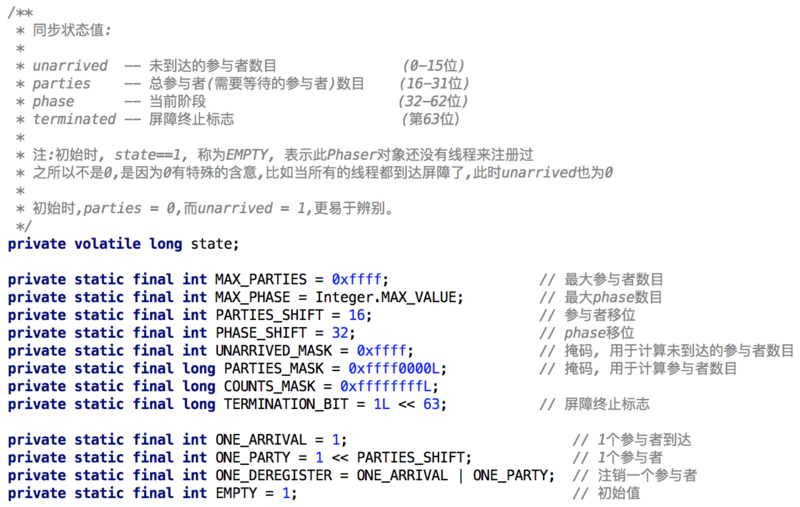 /**
 * 同步状态值:
 *
 * unarrived  -- 未到达的参与者数目 (0-15位)
 * parties    -- 总参与者(需要等待的参与者)数目 (16-31位)
 * phase      -- 当前阶段 (32-62位)
 * terminated -- 屏障终止标志 (第63位)
 *
 * 注:初始时, state==1, 称为EMPTY, 表示此Phaser对象还没有线程来注册过
 * 之所以不是0,是因为0有特殊的含意,比如当所有的线程都到达屏障了,此时unarrived也为0
 *
 * 初始时,parties = 0,而unarrived = 1,更易于辨别。
 */
private volatile long state;
private static final int MAX_PARTIES = 0xffff; // 最大参与者数目
private static final int MAX_PHASE = Integer.MAX_VALUE; // 最大phase数目
private static final int PARTIES_SHIFT = 16; // 参与者移位
private static final int PHASE_SHIFT = 32; // phase移位
private static final int UNARRIVED_MASK = 0xffff; // 掩码, 用于计算未到达的参与者数目
private static final long PARTIES_MASK = 0xffff0000L; // 掩码, 用于计算参与者数目
private static final long COUNTS_MASK = 0xffffffffL;
private static final long TERMINATION_BIT = 1L << 63; // 屏障终止标志
private static final int ONE_ARRIVAL = 1; // 1个参与者到达
private static final int ONE_PARTY = 1 << PARTIES_SHIFT; // 1个参与者
private static final int ONE_DEREGISTER = ONE_ARRIVAL | ONE_PARTY; // 注销一个参与者
private static final int EMPTY = 1; // 初始值